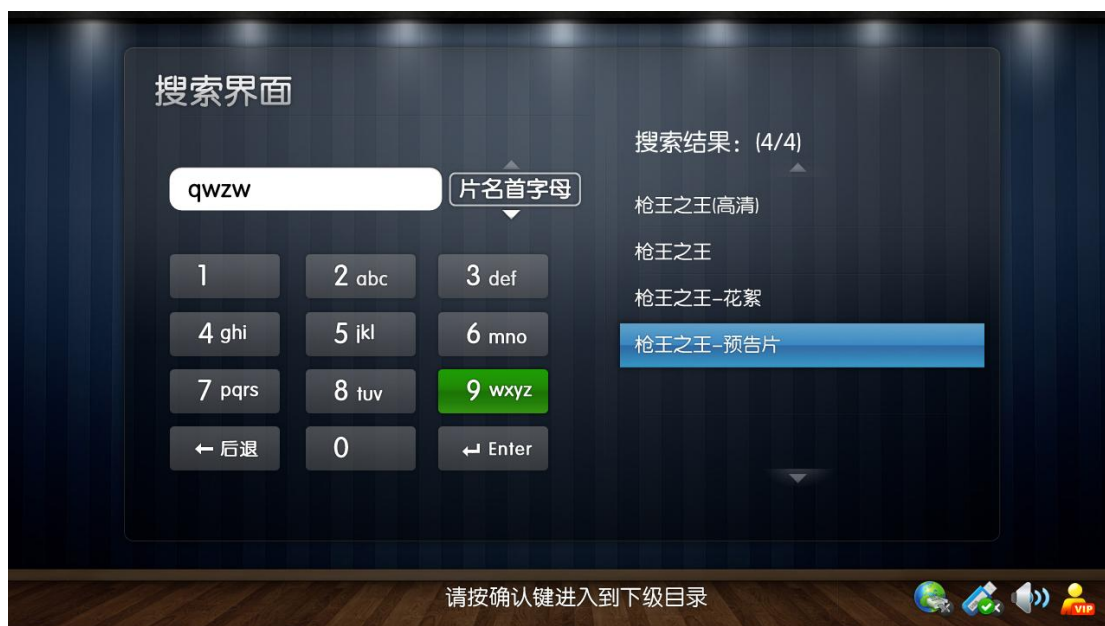 搜索界面
qwzw
片名首字母
1
2 abc
3 def
4 ghi
5 jkl
6 mno
7 pqrs
8 tuv
9 wxyz
← 后退
0
↵ Enter
搜索结果：(4/4)
枪王之王(高清)
枪王之王
枪王之王-花絮
枪王之王-预告片
请按确认键进入到下级目录
VIP